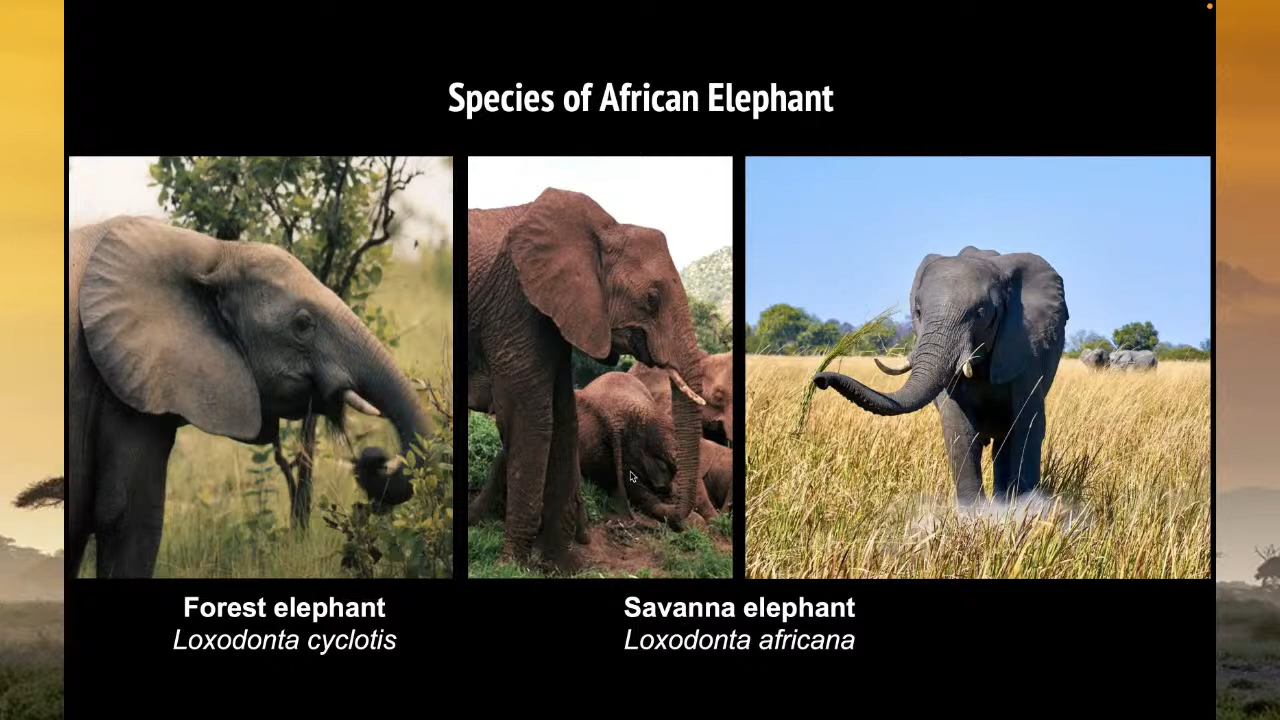 Species of African Elephant
Forest elephant
Loxodonta cyclotis
Savanna elephant
Loxodonta africana